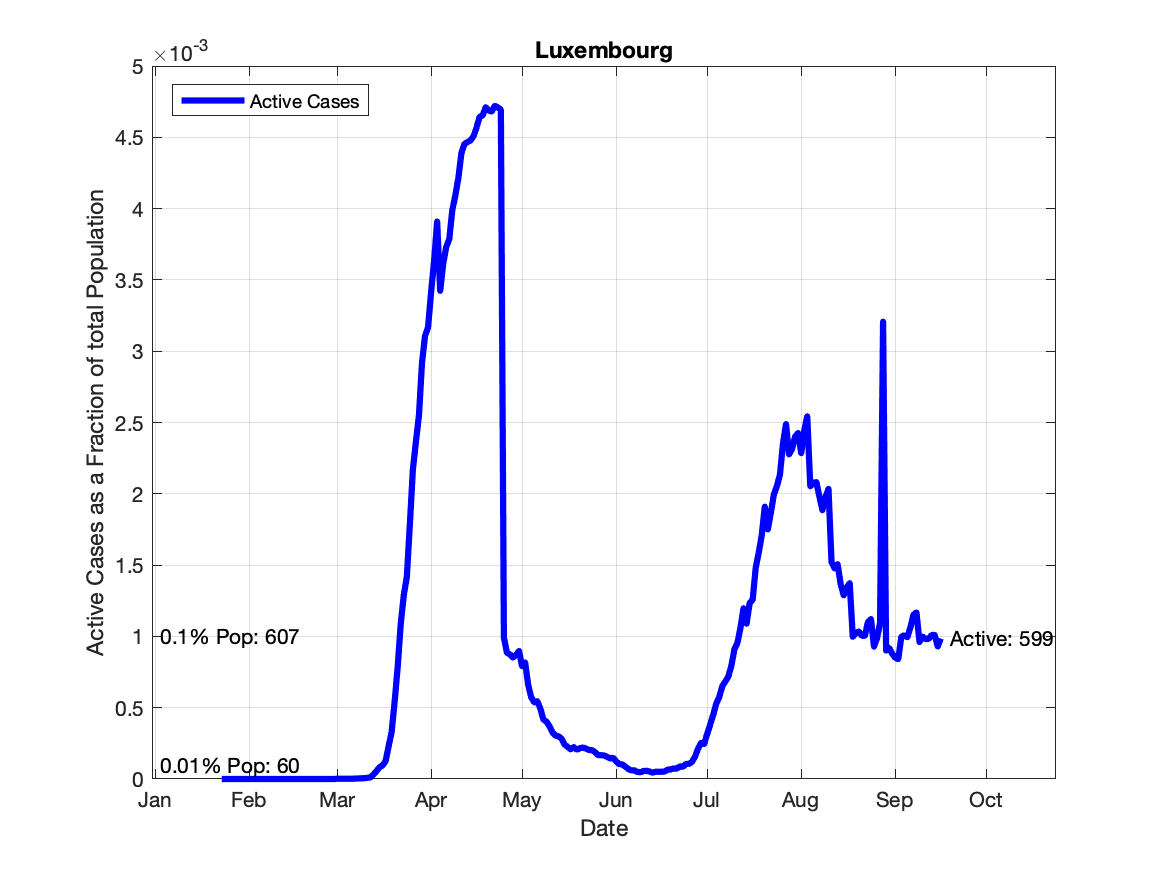 Luxembourg
×10-3
Active Cases
5
4.5
4
3.5
3
2.5
2
1.5
1
0.5
0
Active Cases as a Fraction of total Population
0.1% Pop: 607
0.01% Pop: 60
Active: 599
Jan Feb Mar Apr May Jun Jul Aug Sep Oct
Date